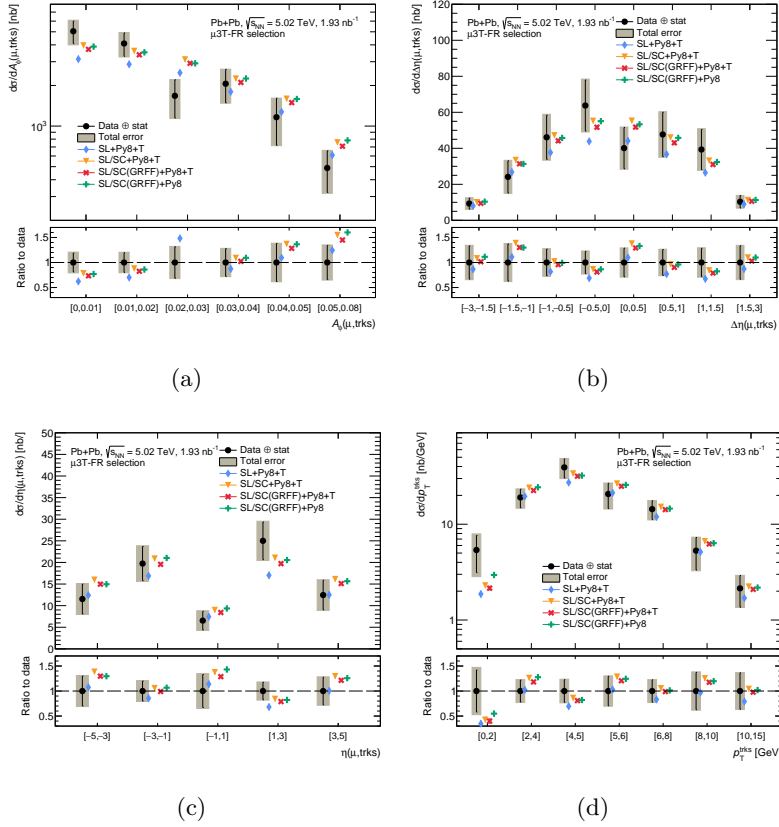 Pb+Pb, √sNN = 5.02 TeV, 1.93 nb-1
μ3T-FR selection
dσ/dAϕ(μ,trks) [nb/]
10³
Data ⊕ stat
Total error
SL+Py8+T
SL/SC+Py8+T
SL/SC(GRFF)+Py8+T
SL/SC(GRFF)+Py8
Ratio to data
1.5
1
0.5
[0,0.01] [0.01,0.02] [0.02,0.03] [0.03,0.04] [0.04,0.05] [0.05,0.08]
Aϕ(μ,trks)
(a)
Pb+Pb, √sNN = 5.02 TeV, 1.93 nb-1
μ3T-FR selection
Data ⊕ stat
Total error
SL+Py8+T
SL/SC+Py8+T
SL/SC(GRFF)+Py8+T
SL/SC(GRFF)+Py8
dσ/dΔη(μ,trks) [nb/]
120
100
80
60
40
20
0
Ratio to data
1.5
1
0.5
[−3,−1.5] [−1.5,−1] [−1,−0.5] [−0.5,0] [0,0.5] [0.5,1] [1,1.5] [1.5,3]
Δη(μ,trks)
(b)
dσ/dη(μ,trks) [nb/]
50
45
40
35
30
25
20
15
10
5
0
Pb+Pb, √sNN = 5.02 TeV, 1.93 nb-1
μ3T-FR selection
Data ⊕ stat
Total error
SL+Py8+T
SL/SC+Py8+T
SL/SC(GRFF)+Py8+T
SL/SC(GRFF)+Py8
Ratio to data
1.5
1
0.5
[−5,−3] [−3,−1] [−1,1] [1,3] [3,5]
η(μ,trks)
(c)
dσ/dpTtrks [nb/GeV]
Pb+Pb, √sNN = 5.02 TeV, 1.93 nb-1
μ3T-FR selection
10
1
Data ⊕ stat
Total error
SL+Py8+T
SL/SC+Py8+T
SL/SC(GRFF)+Py8+T
SL/SC(GRFF)+Py8
Ratio to data
1.5
1
0.5
[0,2] [2,4] [4,5] [5,6] [6,8] [8,10] [10,15]
pTtrks [GeV]
(d)